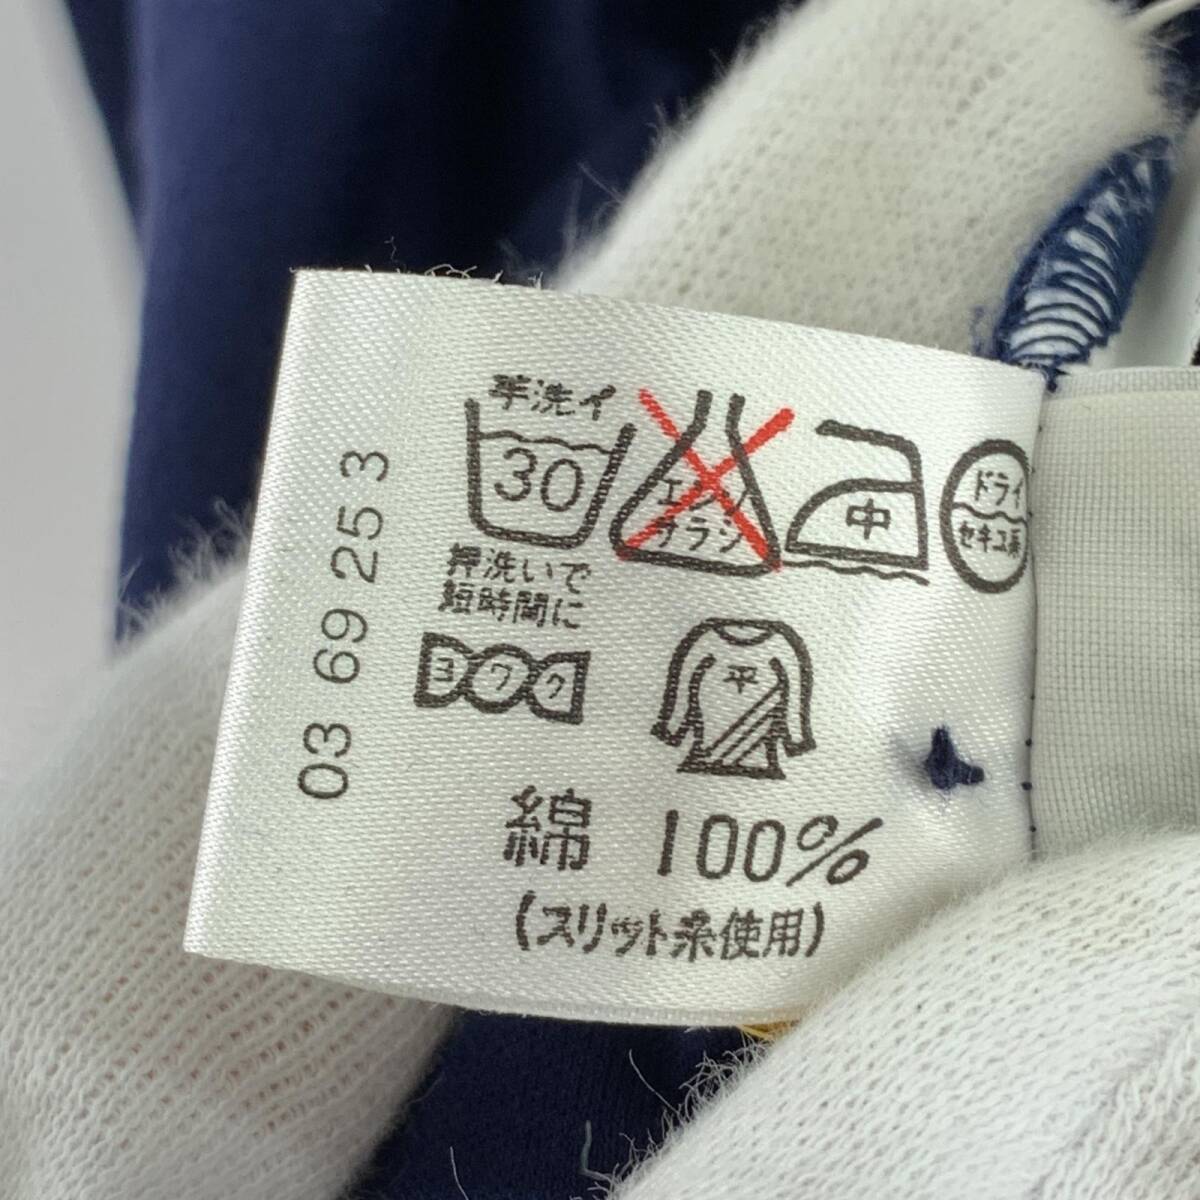 手洗イ
30
エンソ
サラシ
中
ドライ
セキユ系
押洗いで
短時間に
ヨワク
平
綿 100%
(スリット糸使用)
03 69 25 3